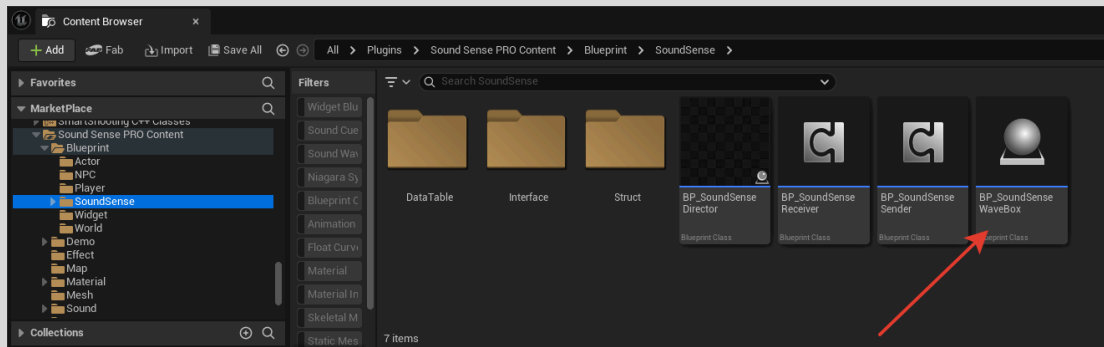 Content Browser
+ Add Fab Import Save All All > Plugins > Sound Sense PRO Content > Blueprint > SoundSense >
Favorites
MarketPlace
SmartShooting C++ Classes
Sound Sense PRO Content
Blueprint
Actor
NPC
Player
SoundSense
Widget
World
Demo
Effect
Map
Material
Mesh
Sound
Collections
Filters
Widget Blu
Sound Cue
Sound Wav
Niagara Sy
Blueprint C
Animation
Float Curv
Material
Material In
Skeletal M
Static Mes
Search SoundSense
DataTable
Interface
Struct
BP_SoundSense
Director
Blueprint Class
BP_SoundSense
Receiver
Blueprint Class
BP_SoundSense
Sender
Blueprint Class
BP_SoundSense
WaveBox
Blueprint Class
7 items